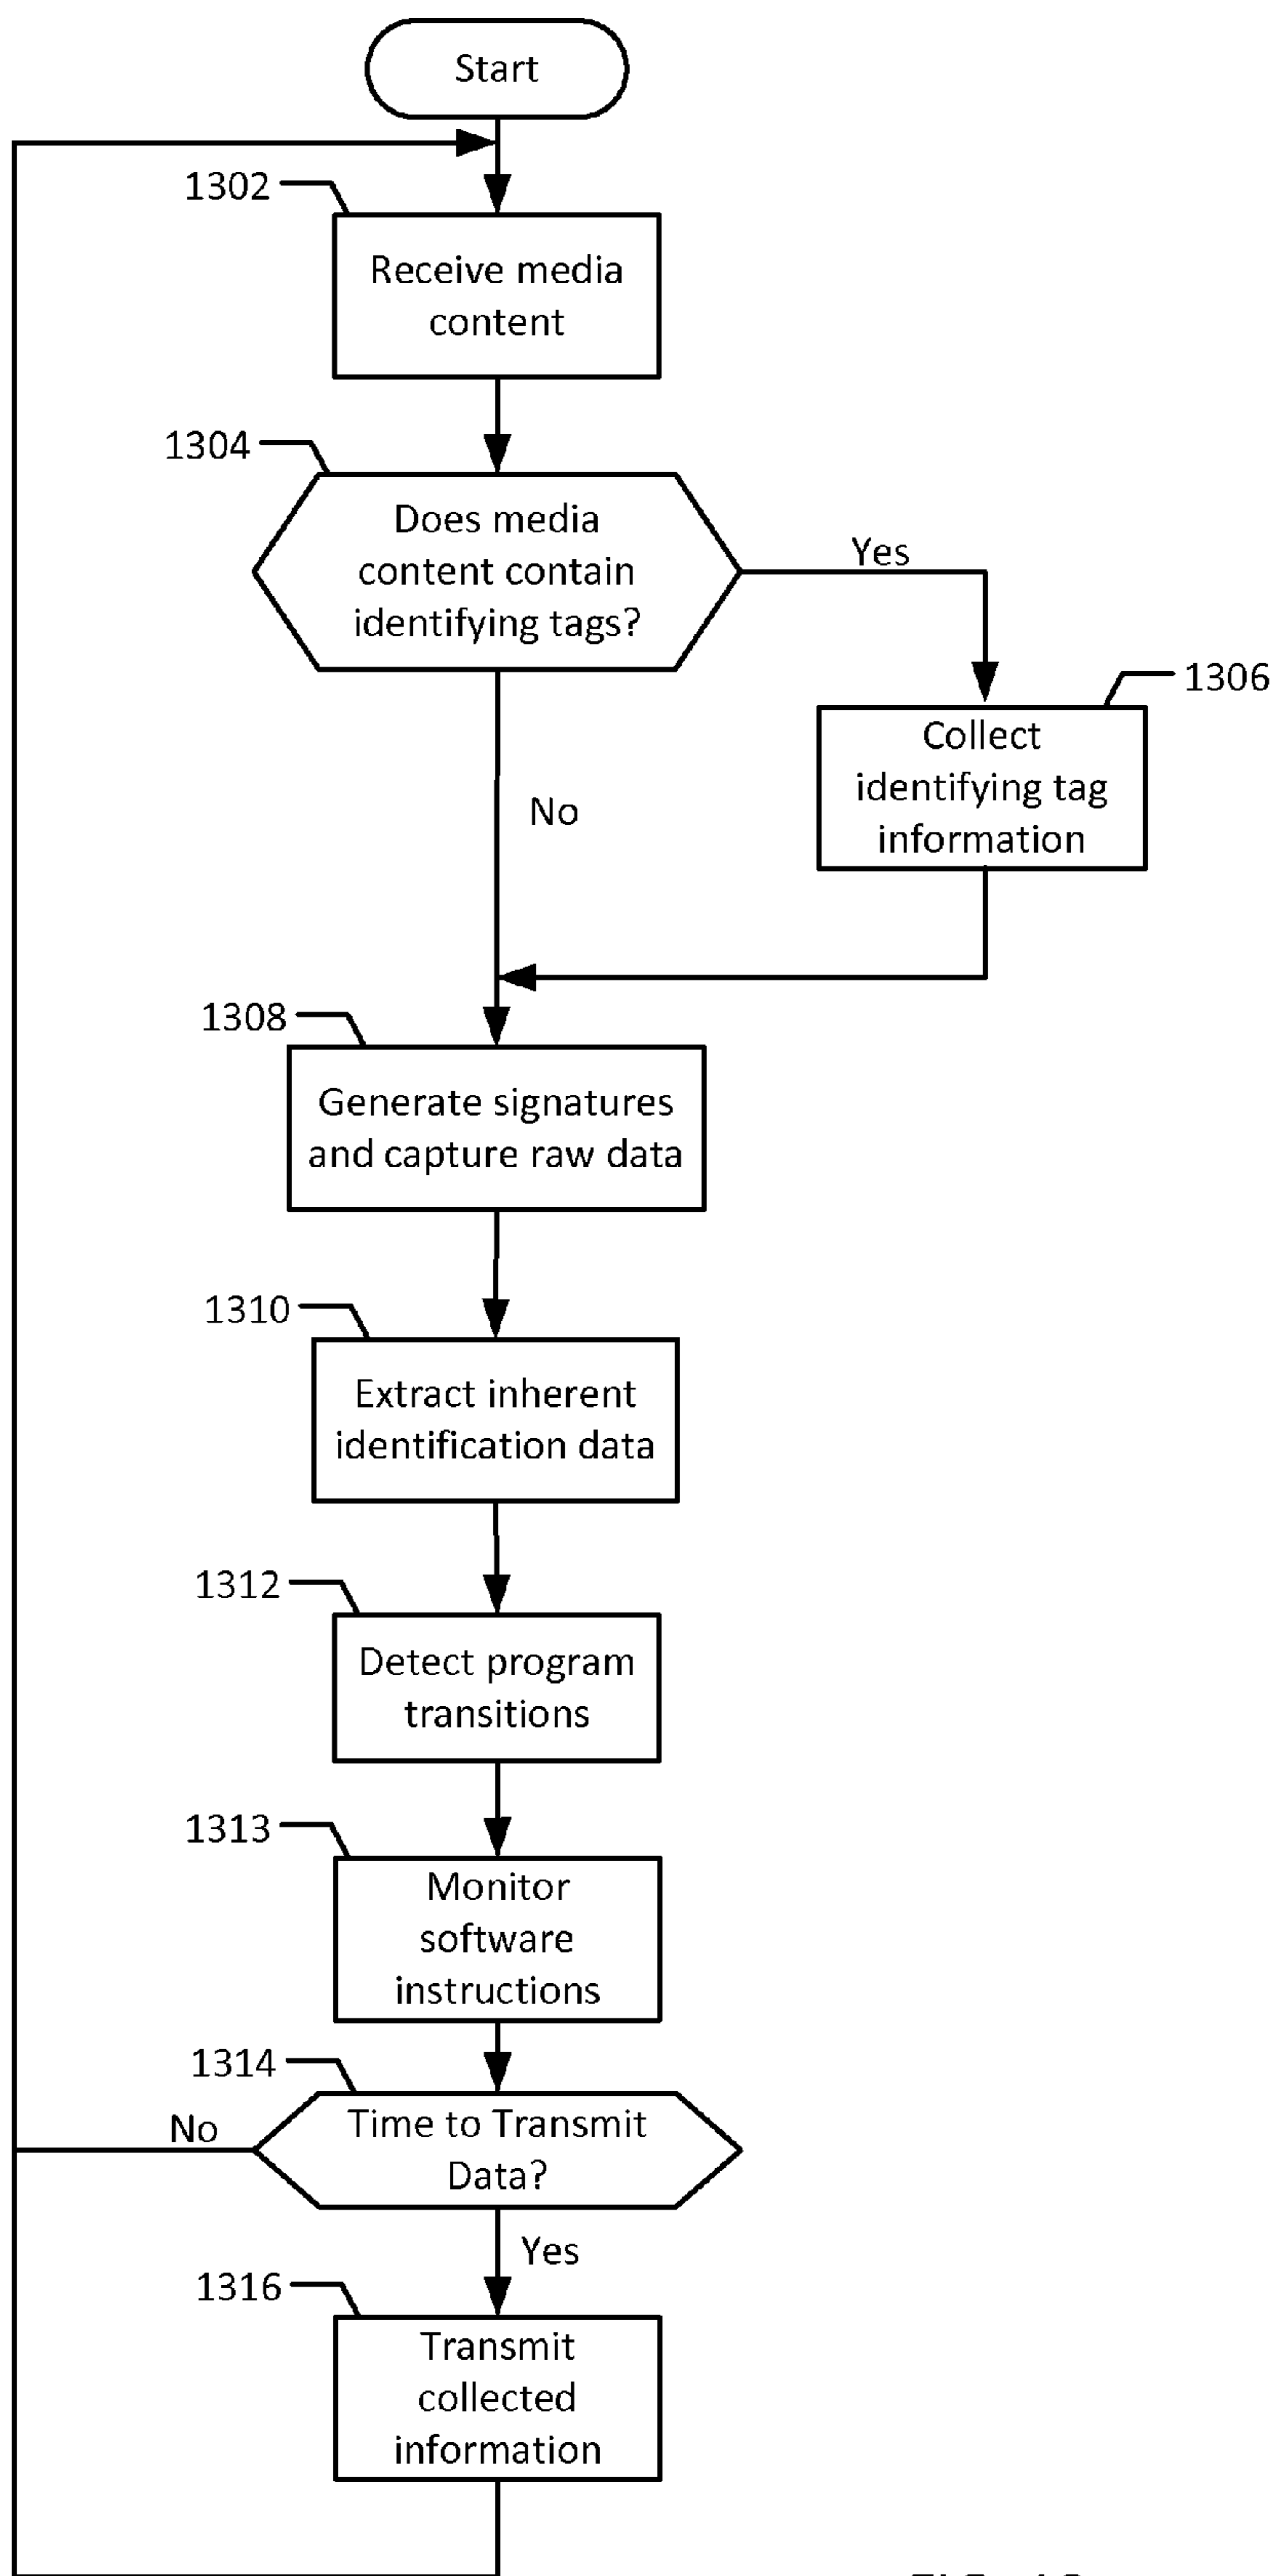 Start
1302
Receive media
content
1304
Does media
content contain
identifying tags?
Yes
1306
Collect
identifying tag
information
No
1308
Generate signatures
and capture raw data
1310
Extract inherent
identification data
1312
Detect program
transitions
1313
Monitor
software
instructions
1314
Time to Transmit
Data?
No
Yes
1316
Transmit
collected
information